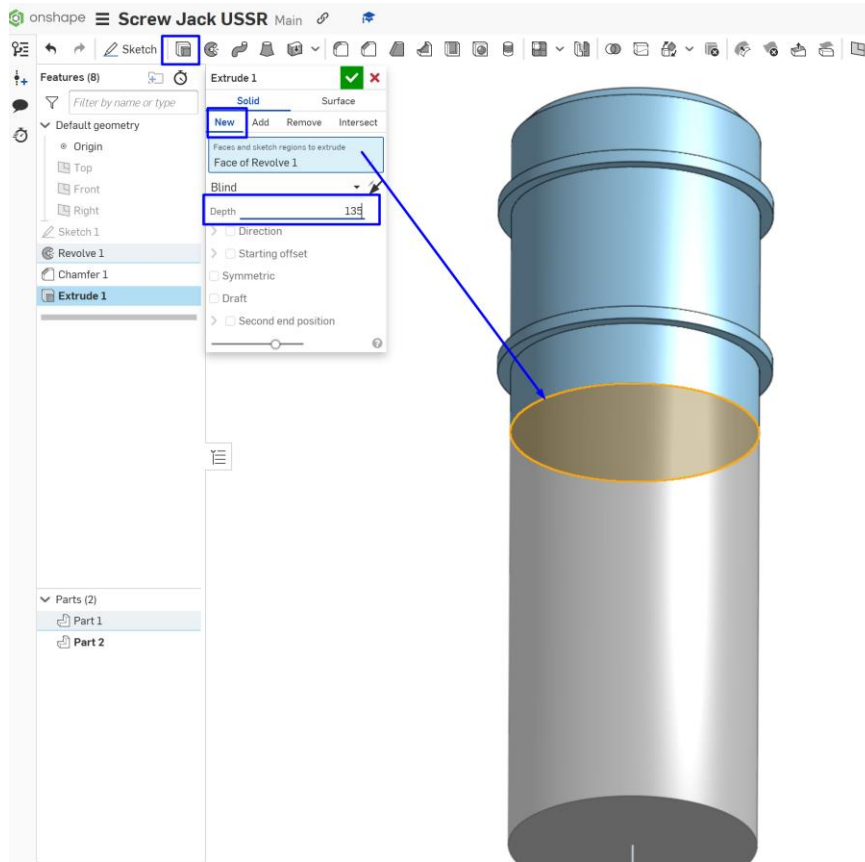 onshape Screw Jack USSR Main
Sketch
Features (8)
Filter by name or type
Default geometry
Origin
Top
Front
Right
Sketch 1
Revolve 1
Chamfer 1
Extrude 1
Extrude 1
Solid Surface
New Add Remove Intersect
Faces and sketch regions to extrude
Face of Revolve 1
Blind
Depth 135
Direction
Starting offset
Symmetric
Draft
Second end position
Parts (2)
Part 1
Part 2